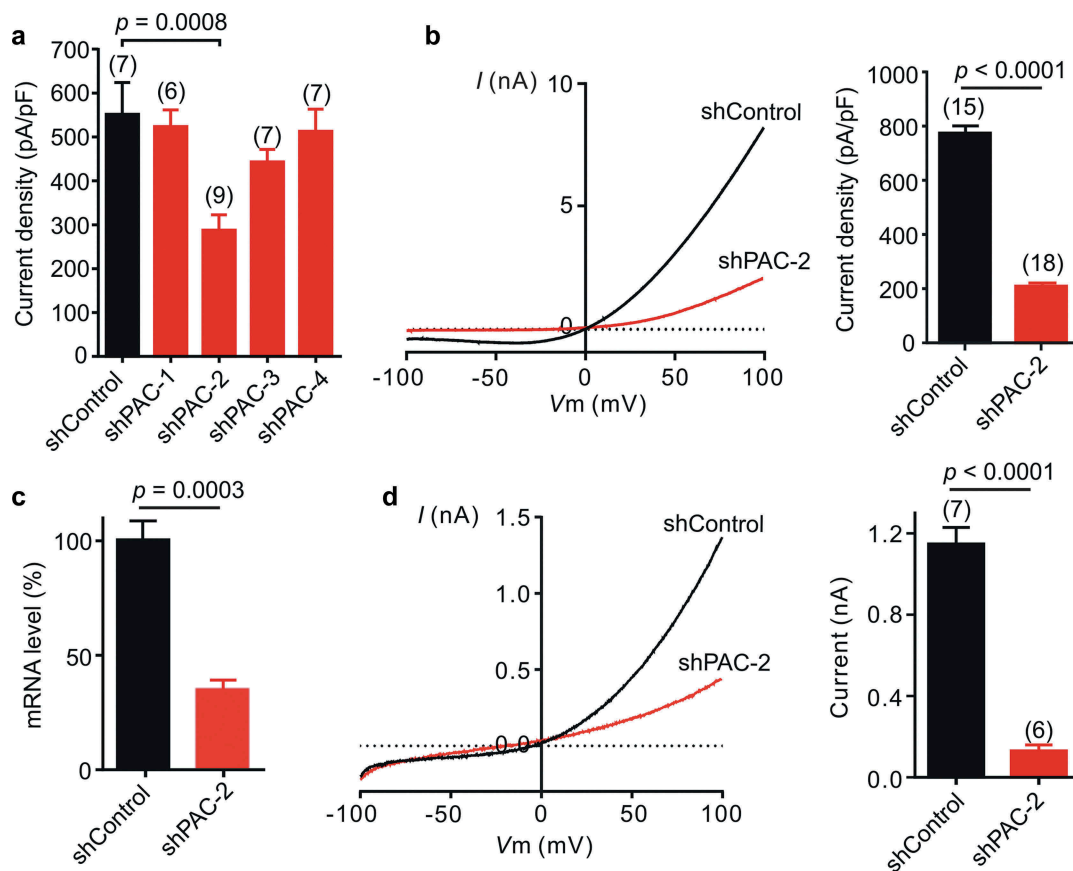 a
p = 0.0008
Current density (pA/pF)
700
600
500
400
300
200
100
0
(7)
(6)
(9)
(7)
(7)
shControl
shPAC-1
shPAC-2
shPAC-3
shPAC-4
b
I (nA)
10
5
0
shControl
shPAC-2
-100
-50
0
50
100
Vm (mV)
p < 0.0001
Current density (pA/pF)
1000
800
600
400
200
0
(15)
(18)
shControl
shPAC-2
c
p = 0.0003
mRNA level (%)
100
50
0
shControl
shPAC-2
d
I (nA)
1.5
1.0
0.5
0.0
shControl
shPAC-2
-100
-50
0
50
100
Vm (mV)
p < 0.0001
Current (nA)
1.2
0.8
0.4
0.0
(7)
(6)
shControl
shPAC-2